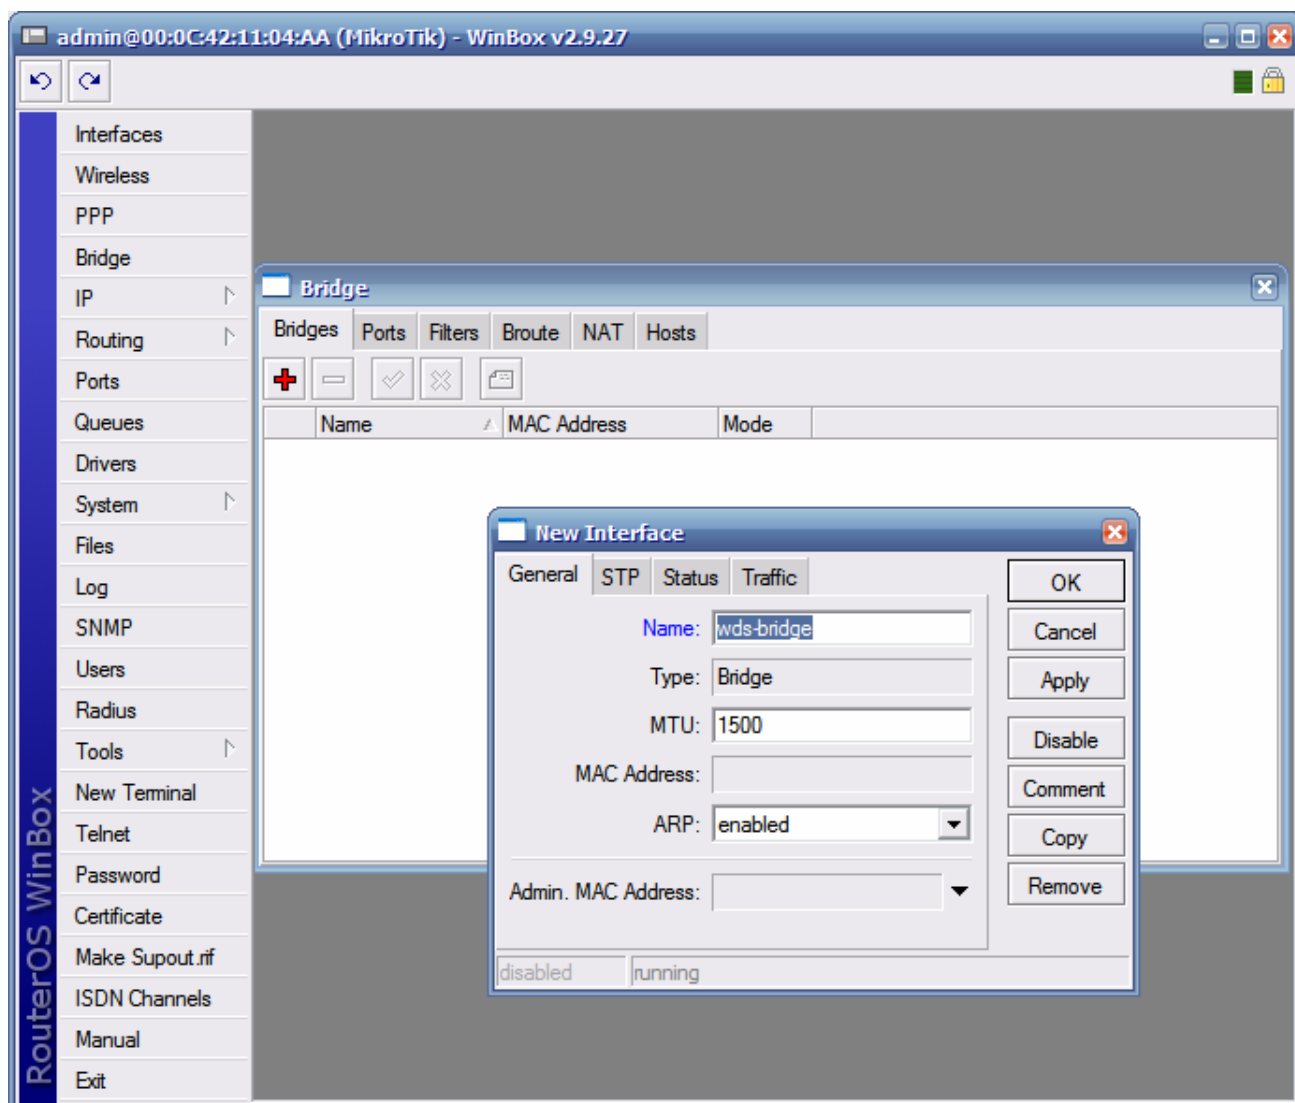 admin@00:0C:42:11:04:AA (MikroTik) - WinBox v2.9.27
Interfaces
Wireless
PPP
Bridge
IP
Routing
Ports
Queues
Drivers
System
Files
Log
SNMP
Users
Radius
Tools
New Terminal
Telnet
Password
Certificate
Make Supout.rif
ISDN Channels
Manual
Exit
RouterOS WinBox
Bridge
Bridges Ports Filters Broute NAT Hosts
Name MAC Address Mode
New Interface
General STP Status Traffic
Name: wds-bridge
Type: Bridge
MTU: 1500
MAC Address:
ARP: enabled
Admin. MAC Address:
OK
Cancel
Apply
Disable
Comment
Copy
Remove
disabled running